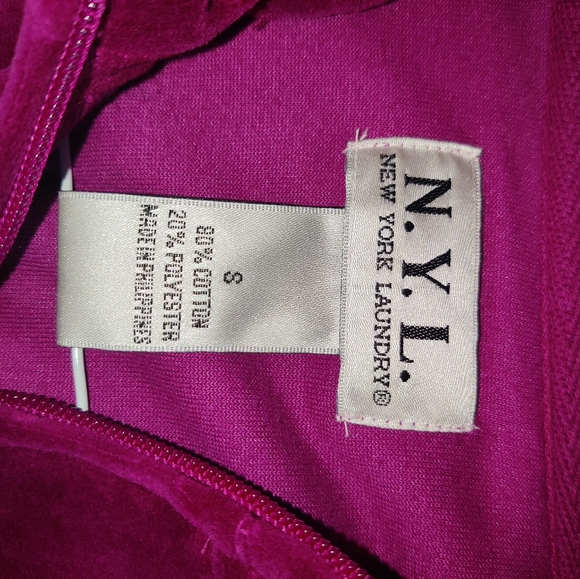 N.Y.L.
NEW YORK LAUNDRY®
S
80% COTTON
20% POLYESTER
MADE IN PHILIPPINES